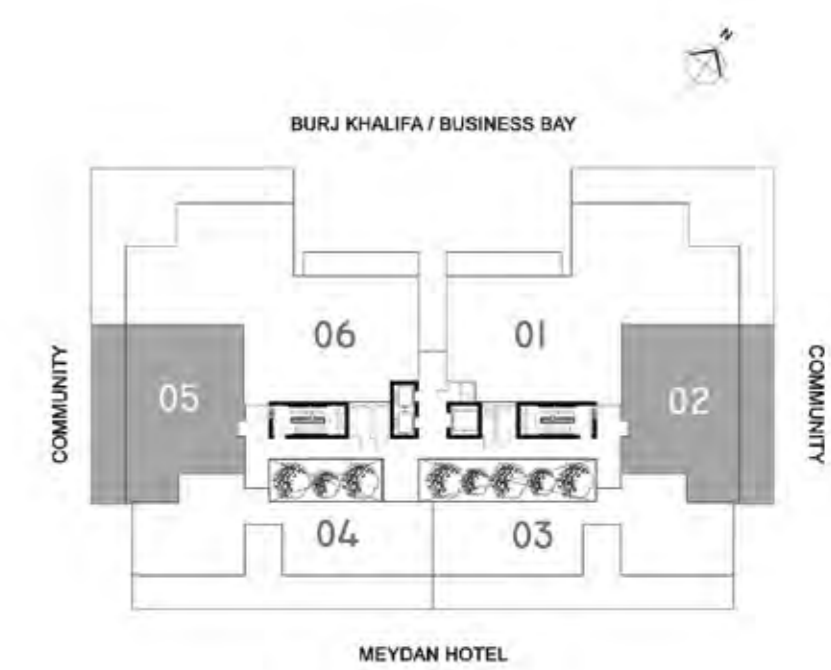 N
BURJ KHALIFA / BUSINESS BAY
06
01
COMMUNITY
05
02
COMMUNITY
04
03
MEYDAN HOTEL